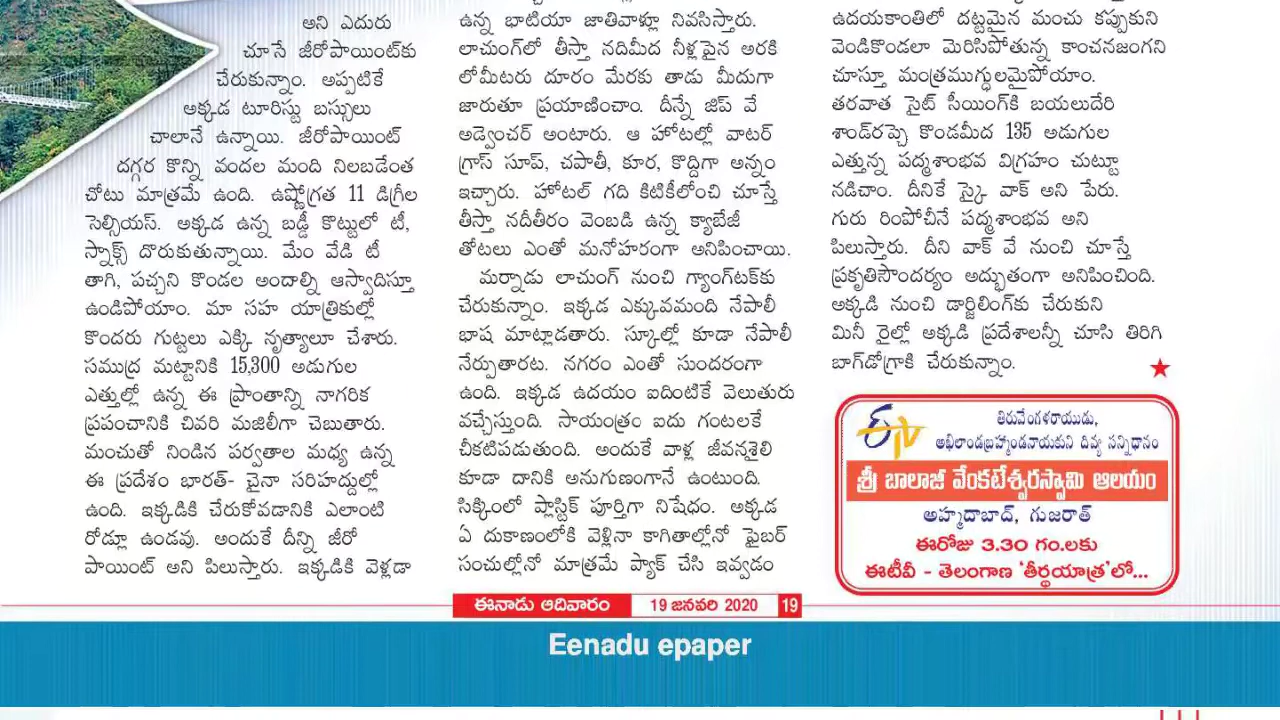 అని ఎదురు
చూసే జీరోపాయింట్‌కు
చేరుకున్నాం. అప్పటికే
అక్కడ టూరిస్టు బస్సులు
చాలానే ఉన్నాయి. జీరోపాయింట్
దగ్గర కొన్ని వందల మంది నిలబడేంత
చోటు మాత్రమే ఉంది. ఉష్ణోగ్రత 11 డిగ్రీల
సెల్సియస్. అక్కడ ఉన్న బడ్డీ కొట్టులో టీ,
స్నాక్స్ దొరుకుతున్నాయి. మేం వేడి టీ
తాగి, పచ్చని కొండల అందాల్ని ఆస్వాదిస్తూ
ఉండిపోయాం. మా సహ యాత్రికుల్లో
కొందరు గుట్టలు ఎక్కి నృత్యాలూ చేశారు.
సముద్ర మట్టానికి 15,300 అడుగుల
ఎత్తుల్లో ఉన్న ఈ ప్రాంతాన్ని నాగరిక
ప్రపంచానికి చివరి మజిలీగా చెబుతారు.
మంచుతో నిండిన పర్వతాల మధ్య ఉన్న
ఈ ప్రదేశం భారత్- చైనా సరిహద్దుల్లో
ఉంది. ఇక్కడికి చేరుకోవడానికి ఎలాంటి
రోడ్లూ ఉండవు. అందుకే దీన్ని జీరో
పాయింట్ అని పిలుస్తారు. ఇక్కడికి వెళ్లడా
ఉన్న భాటియా జాతివాళ్లూ నివసిస్తారు.
లాచుంగ్‌లో తీస్తా నదిమీద నీళ్లపైన అరకి
లోమీటరు దూరం మేరకు తాడు మీదుగా
జారుతూ ప్రయాణించాం. దీన్నే జిప్ వే
అడ్వెంచర్ అంటారు. ఆ హోటల్లో వాటర్
గ్రాస్ సూప్, చపాతీ, కూర, కొద్దిగా అన్నం
ఇచ్చారు. హోటల్ గది కిటికీలోంచి చూస్తే
తీస్తా నదీతీరం వెంబడి ఉన్న క్యాబేజీ
తోటలు ఎంతో మనోహరంగా అనిపించాయి.
మర్నాడు లాచుంగ్ నుంచి గ్యాంగ్‌టక్‌కు
చేరుకున్నాం. ఇక్కడ ఎక్కువమంది నేపాలీ
భాష మాట్లాడతారు. స్కూల్లో కూడా నేపాలీ
నేర్పుతారట. నగరం ఎంతో సుందరంగా
ఉంది. ఇక్కడ ఉదయం ఐదింటికే వెలుతురు
వచ్చేస్తుంది. సాయంత్రం ఐదు గంటలకే
చీకటిపడుతుంది. అందుకే వాళ్ల జీవనశైలి
కూడా దానికి అనుగుణంగానే ఉంటుంది.
సిక్కింలో ప్లాస్టిక్ పూర్తిగా నిషేధం. అక్కడ
ఏ దుకాణంలోకి వెళ్లినా కాగితాల్లోనో ఫైబర్
సంచుల్లోనో మాత్రమే ప్యాక్ చేసి ఇవ్వడం
ఉదయకాంతిలో దట్టమైన మంచు కప్పుకుని
వెండికొండలా మెరిసిపోతున్న కాంచనజంగని
చూస్తూ మంత్రముగ్ధులమైపోయాం.
తరవాత సైట్ సీయింగ్‌కి బయలుదేరి
శాండ్‌రప్చె కొండమీద 135 అడుగుల
ఎత్తున్న పద్మశాంభవ విగ్రహం చుట్టూ
నడిచాం. దీనికే స్కై వాక్ అని పేరు.
గురు రింపోచీనే పద్మశాంభవ అని
పిలుస్తారు. దీని వాక్ వే నుంచి చూస్తే
ప్రకృతిసౌందర్యం అద్భుతంగా అనిపించింది.
అక్కడి నుంచి డార్జిలింగ్‌కు చేరుకుని
మినీ రైల్లో అక్కడి ప్రదేశాలన్నీ చూసి తిరిగి
బాగ్‌డోగ్రాకి చేరుకున్నాం.
ETV
తిరువేంగళరాయుడు,
అఖిలాండబ్రహ్మాండనాయకుని దివ్య సన్నిధానం
శ్రీ బాలాజీ వేంకటేశ్వరస్వామి ఆలయం
అహ్మదాబాద్, గుజరాత్
ఈరోజు 3.30 గం.లకు
ఈటీవీ - తెలంగాణ 'తీర్థయాత్ర'లో...
ఈనాడు ఆదివారం 19 జనవరి 2020 19
Eenadu epaper